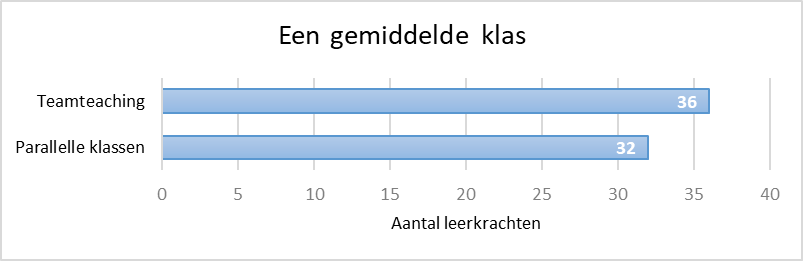 Een gemiddelde klas
Teamteaching 36
Parallelle klassen 32
0 5 10 15 20 25 30 35 40
Aantal leerkrachten